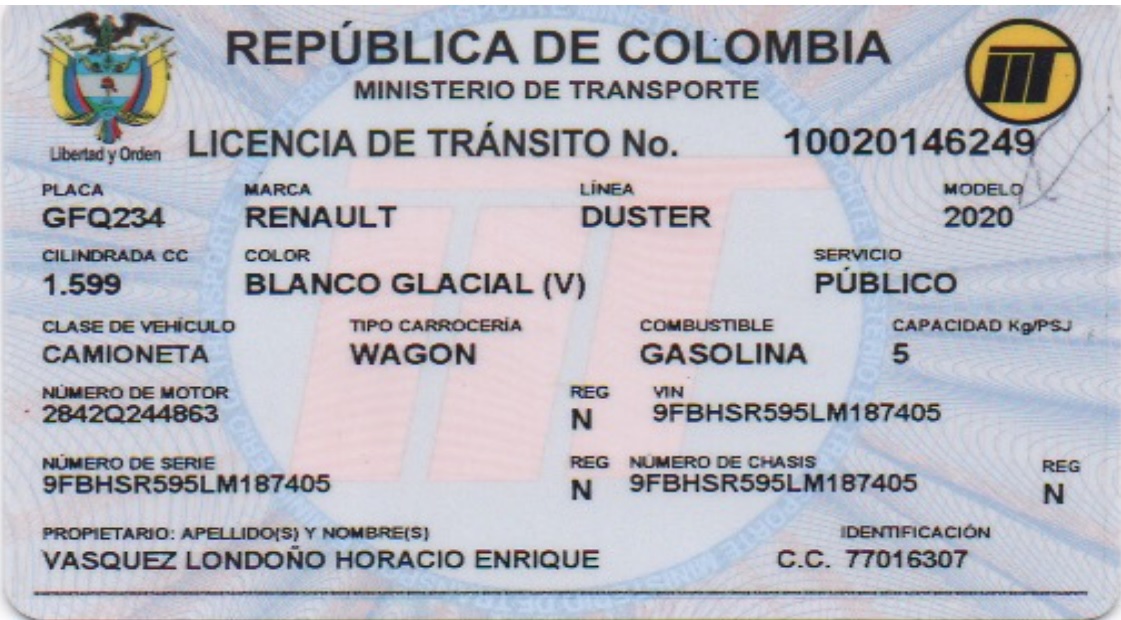 REPÚBLICA DE COLOMBIA
MINISTERIO DE TRANSPORTE
Libertad y Orden
LICENCIA DE TRÁNSITO No. 10020146249
PLACA MARCA LÍNEA MODELO
GFQ234 RENAULT DUSTER 2020
CILINDRADA CC COLOR SERVICIO
1.599 BLANCO GLACIAL (V) PÚBLICO
CLASE DE VEHÍCULO TIPO CARROCERÍA COMBUSTIBLE CAPACIDAD Kg/PSJ
CAMIONETA WAGON GASOLINA 5
NÚMERO DE MOTOR REG VIN
2842Q244863 N 9FBHSR595LM187405
NÚMERO DE SERIE REG NÚMERO DE CHASIS REG
9FBHSR595LM187405 N 9FBHSR595LM187405 N
PROPIETARIO: APELLIDO(S) Y NOMBRE(S) IDENTIFICACIÓN
VASQUEZ LONDOÑO HORACIO ENRIQUE C.C. 77016307